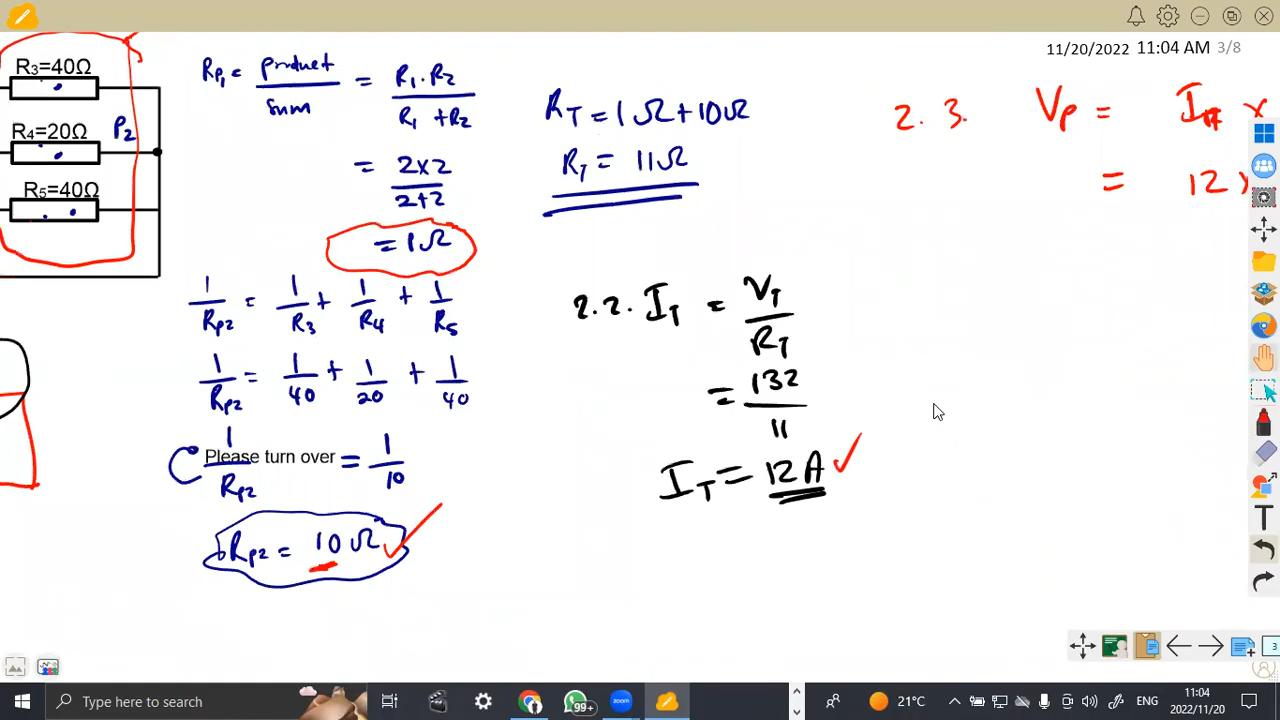 11/20/2022 11:04 AM 3/8
R3=40Ω
R4=20Ω
P2
R5=40Ω
Rp1 = product / sum = R1 . R2 / R1 + R2
= 2x2 / 2+2
= 1Ω
1/Rp2 = 1/R3 + 1/R4 + 1/R5
1/Rp2 = 1/40 + 1/20 + 1/40
Please turn over
1/Rp2 = 1/10
Rp2 = 10Ω
RT = 1Ω + 10Ω
RT = 11Ω
2.2. IT = VT / RT
= 132 / 11
IT = 12A
2.3. Vp =
= 12 x
T
3
Type here to search
99+
zoom
21°C
ENG
11:04
2022/11/20